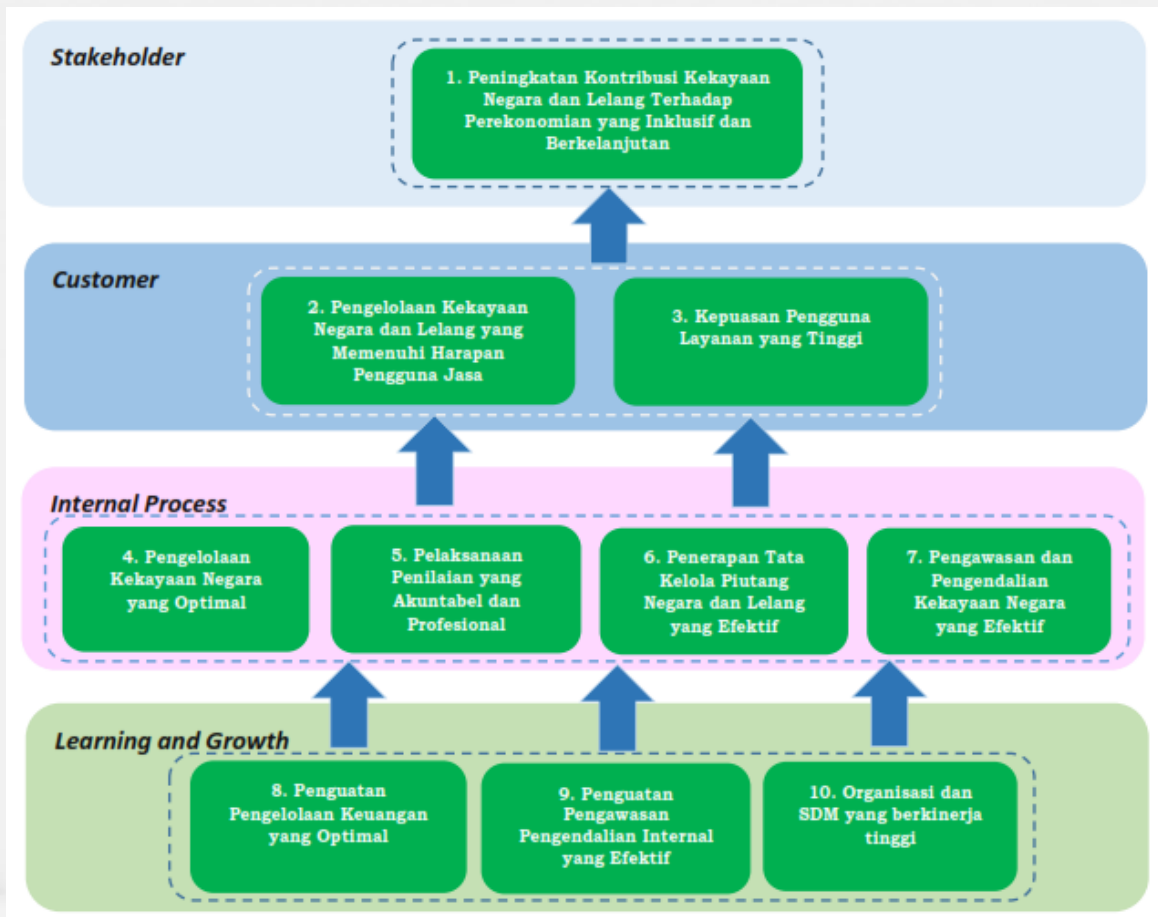 Stakeholder
1. Peningkatan Kontribusi Kekayaan
Negara dan Lelang Terhadap
Perekonomian yang Inklusif dan
Berkelanjutan
Customer
2. Pengelolaan Kekayaan
Negara dan Lelang yang
Memenuhi Harapan
Pengguna Jasa
3. Kepuasan Pengguna
Layanan yang Tinggi
Internal Process
4. Pengelolaan
Kekayaan Negara
yang Optimal
5. Pelaksanaan
Penilaian yang
Akuntabel dan
Profesional
6. Penerapan Tata
Kelola Piutang
Negara dan Lelang
yang Efektif
7. Pengawasan dan
Pengendalian
Kekayaan Negara
yang Efektif
Learning and Growth
8. Penguatan
Pengelolaan Keuangan
yang Optimal
9. Penguatan
Pengawasan
Pengendalian Internal
yang Efektif
10. Organisasi dan
SDM yang berkinerja
tinggi